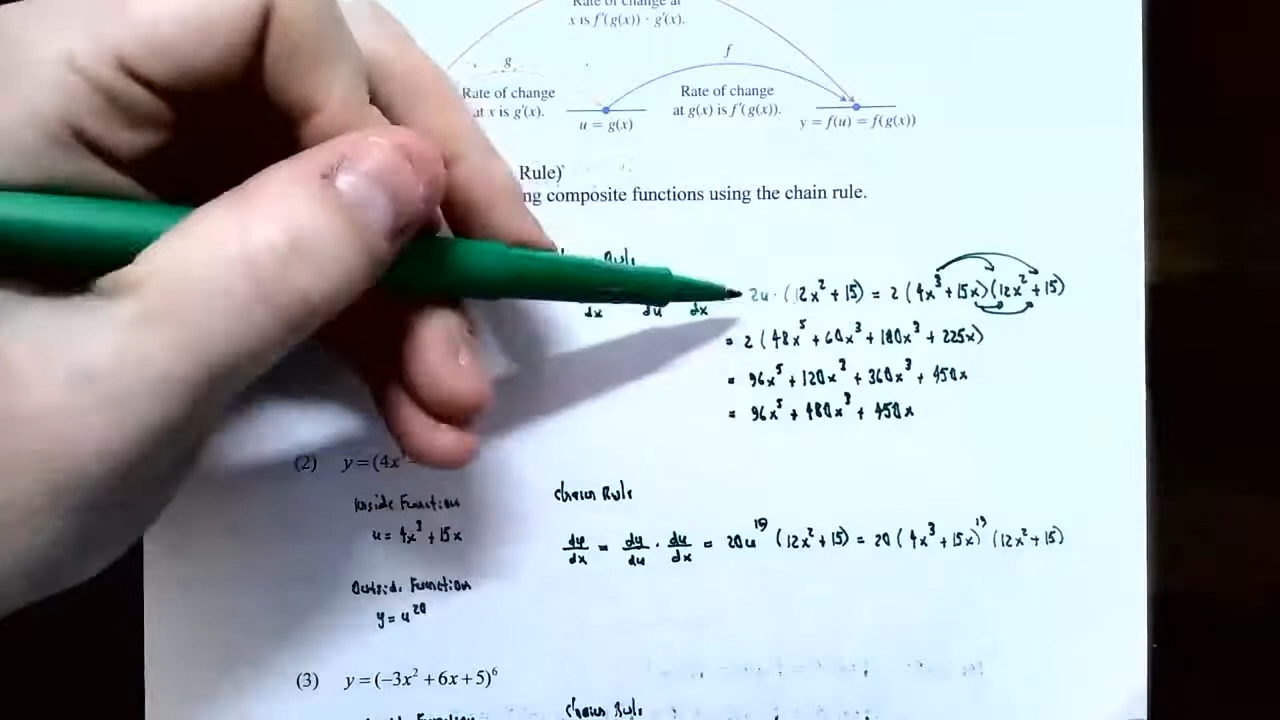 Rate of change at
x is f′(g(x)) · g′(x).
g
f
Rate of change
at x is g′(x).
Rate of change
at g(x) is f′(g(x)).
u = g(x)
y = f(u) = f(g(x))
Rule)
ng composite functions using the chain rule.
Rule
dx du dx
2u · (12x² + 15) = 2 (4x³ + 15x)(12x² + 15)
= 2 (48x⁵ + 60x³ + 180x³ + 225x)
= 96x⁵ + 120x³ + 360x³ + 450x
= 96x⁵ + 480x³ + 450x
(2) y = (4x
Inside Function
u = 4x³ + 15x
Outside Function
y = u²⁰
Chain Rule
dy/dx = dy/du · du/dx = 20u¹⁹ (12x² + 15) = 20 (4x³ + 15x)¹⁹ (12x² + 15)
(3) y = (−3x² + 6x + 5)⁶
Inside Function
Chain Rule